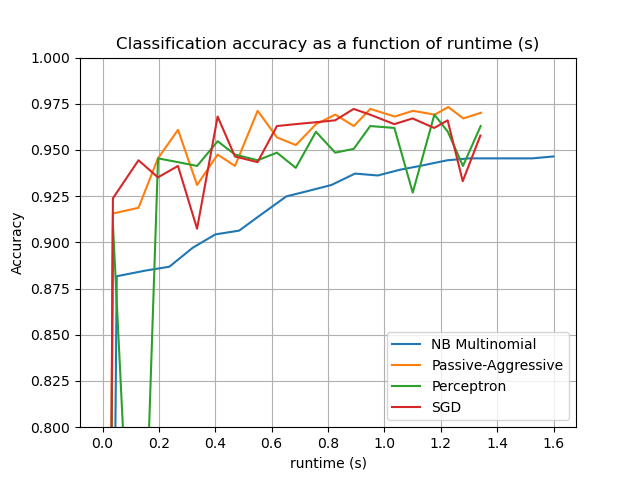 Classification accuracy as a function of runtime (s)
1.000
0.975
0.950
0.925
0.900
0.875
0.850
0.825
0.800
Accuracy
NB Multinomial
Passive-Aggressive
Perceptron
SGD
0.0 0.2 0.4 0.6 0.8 1.0 1.2 1.4 1.6
runtime (s)